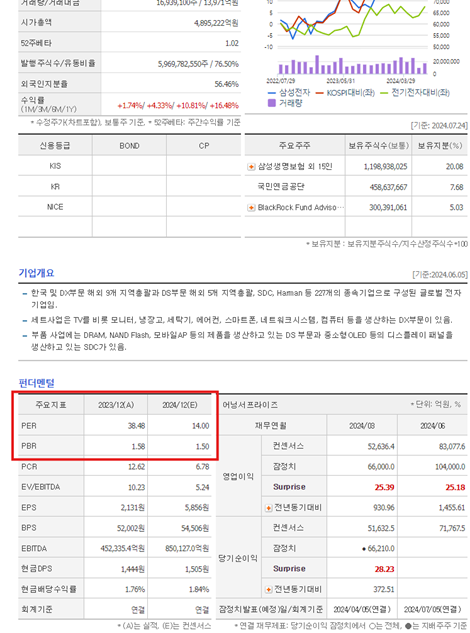 거래량/거래대금 16,939,100주 / 13,971억원
시가총액 4,895,222억원
52주베타 1.02
발행주식수/유동비율 5,969,782,550주 / 76.50%
외국인지분율 56.46%
수익률
(1M/3M/6M/1Y) +1.74%/ +4.33%/ +10.81%/ +16.48%
* 수정주가(차트포함), 보통주 기준, * 52주베타: 주간수익률 기준
10
5
0
-5
-10
70,000
65,000
60,000
55,000
50,000
20,000
10,000
0
2022/07/29 2023/05/31 2024/03/29
삼성전자 KOSPI대비(좌) 전기전자대비(좌)
거래량
[기준: 2024.07.24]
신용등급 BOND CP
KIS
KR
NICE
주요주주 보유주식수(보통) 보유지분(%)
삼성생명보험 외 15인 1,198,938,025 20.08
국민연금공단 458,637,667 7.68
BlackRock Fund Adviso··· 300,391,061 5.03
* 보유지분 : 보유지분주식수/지수산정주식수*100
기업개요 [기준:2024.06.05]
한국 및 DX부문 해외 9개 지역총괄과 DS부문 해외 5개 지역총괄, SDC, Harman 등 227개의 종속기업으로 구성된 글로벌 전자
기업임.
세트사업은 TV를 비롯 모니터, 냉장고, 세탁기, 에어컨, 스마트폰, 네트워크시스템, 컴퓨터 등을 생산하는 DX부문이 있음.
부품 사업에는 DRAM, NAND Flash, 모바일AP 등의 제품을 생산하고 있는 DS 부문과 중소형OLED 등의 디스플레이 패널을
생산하고 있는 SDC가 있음.
펀더멘털
주요지표 2023/12(A) 2024/12(E)
PER 38.48 14.00
PBR 1.58 1.50
PCR 12.62 6.78
EV/EBITDA 10.23 5.24
EPS 2,131원 5,856원
BPS 52,002원 54,506원
EBITDA 452,335.4억원 850,127.0억원
현금DPS 1,444원 1,505원
현금배당수익률 1.76% 1.84%
회계기준 연결 연결
* (A)는 실적, (E)는 컨센서스
어닝서프라이즈 * 단위: 억원, %
재무연월 2024/03 2024/06
영업이익
컨센서스 52,636.4 83,077.6
잠정치 66,000.0 104,000.0
Surprise 25.39 25.18
전년동기대비 930.96 1,455.61
당기순이익
컨센서스 51,632.5 71,767.5
잠정치 ●66,210.0
Surprise 28.23
전년동기대비 372.51
잠정치발표(예정)일/회계기준 2024/04/05(연결) 2024/07/05(연결)
* 연결 재무제표: 당기순이익 잠정치에서 ○는 전체, ●는 지배주주 기준